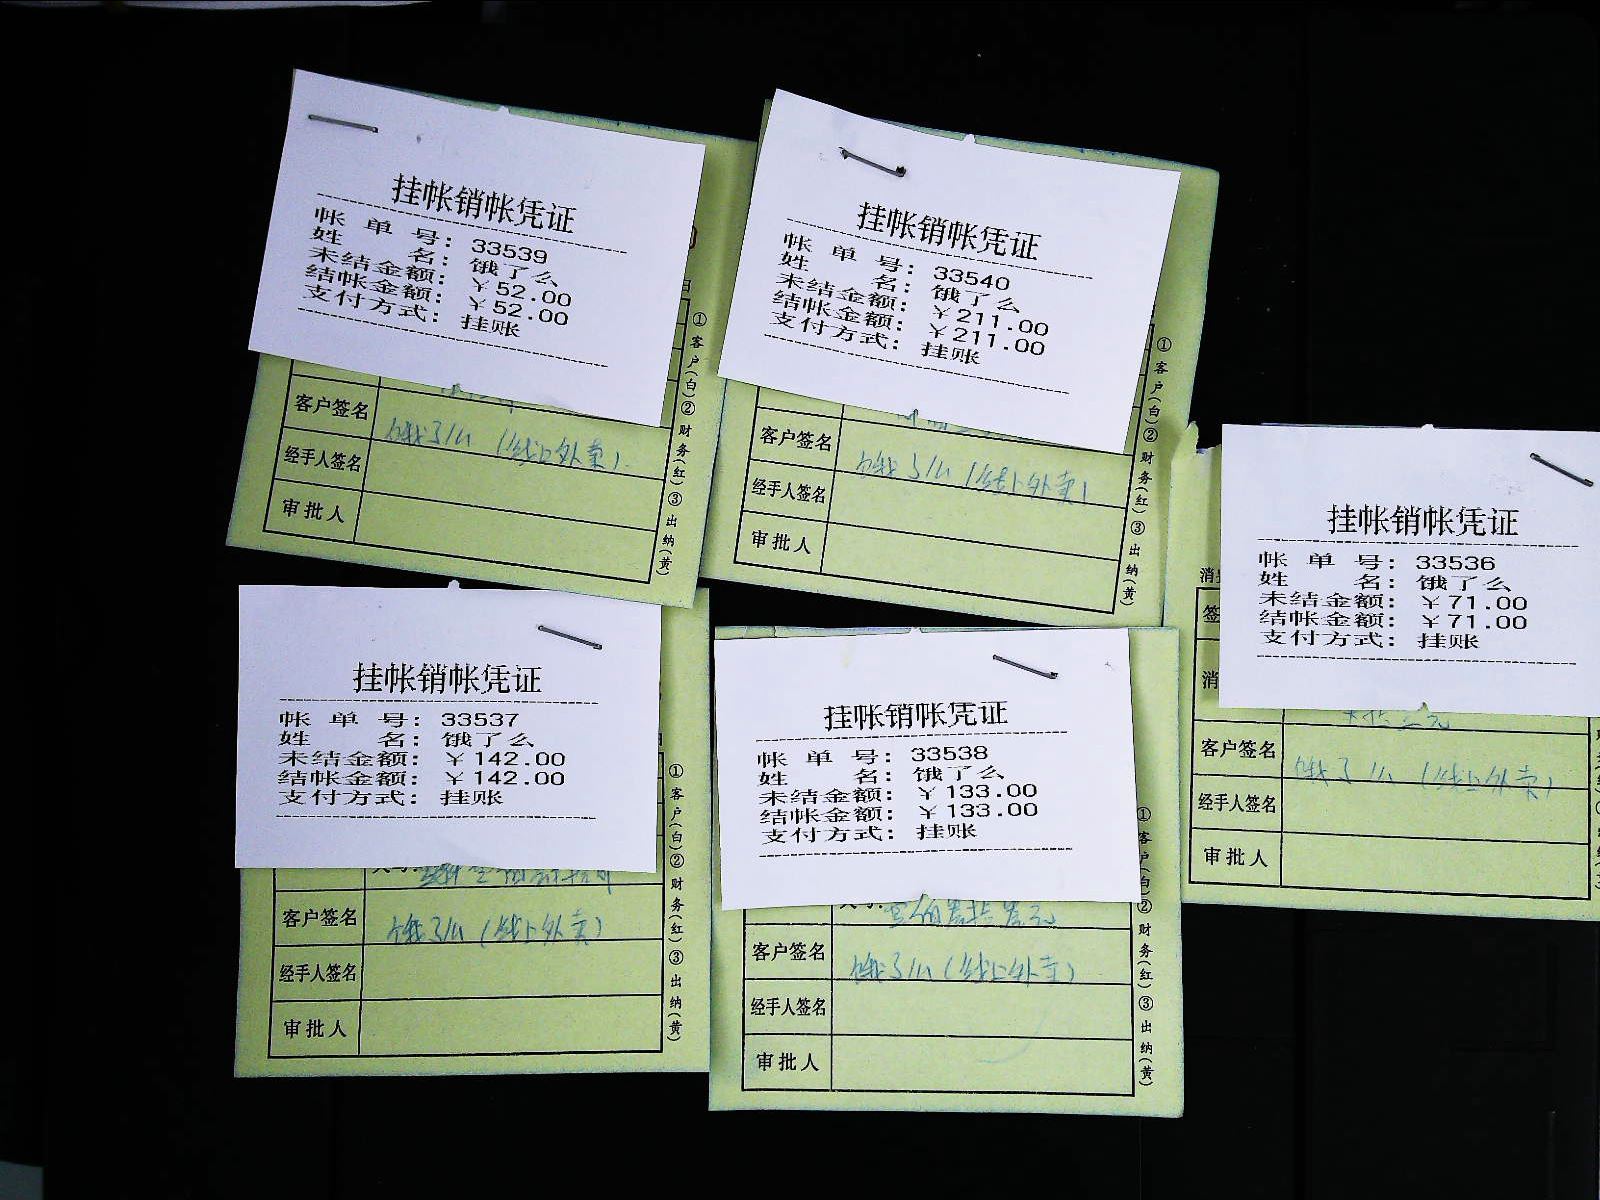 挂帐销帐凭证
帐 单 号：33539
姓 名：饿了么
未结金额：￥52.00
结帐金额：￥52.00
支付方式：挂账
客户签名 饿了么（线上外卖）
经手人签名
审批人
①客户(白)②财务(红)③出纳(黄)
挂帐销帐凭证
帐 单 号：33540
姓 名：饿了么
未结金额：￥211.00
结帐金额：￥211.00
支付方式：挂账
客户签名 饿了么（线上外卖）
经手人签名
审批人
①客户(白)②财务(红)③出纳(黄)
挂帐销帐凭证
帐 单 号：33536
姓 名：饿了么
未结金额：￥71.00
结帐金额：￥71.00
支付方式：挂账
消
签
消
客户签名 饿了么（线上外卖）
经手人签名
审批人
挂帐销帐凭证
帐 单 号：33537
姓 名：饿了么
未结金额：￥142.00
结帐金额：￥142.00
支付方式：挂账
客户签名 饿了么（线上外卖）
经手人签名
审批人
①客户(白)②财务(红)③出纳(黄)
挂帐销帐凭证
帐 单 号：33538
姓 名：饿了么
未结金额：￥133.00
结帐金额：￥133.00
支付方式：挂账
客户签名 饿了么（线上外卖）
经手人签名
审批人
①客户(白)②财务(红)③出纳(黄)